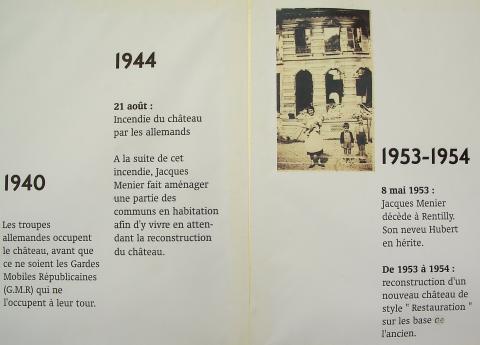 1940
Les troupes
allemandes occupent
le château, avant que
ce ne soient les Gardes
Mobiles Républicaines
(G.M.R) qui ne
l'occupent à leur tour.
1944
21 août :
Incendie du château
par les allemands
A la suite de cet
incendie, Jacques
Menier fait aménager
une partie des
communs en habitation
afin d'y vivre en atten-
dant la reconstruction
du château.
1953-1954
8 mai 1953 :
Jacques Menier
décède à Rentilly.
Son neveu Hubert
en hérite.
De 1953 à 1954 :
reconstruction d'un
nouveau château de
style " Restauration "
sur les base de
l'ancien.